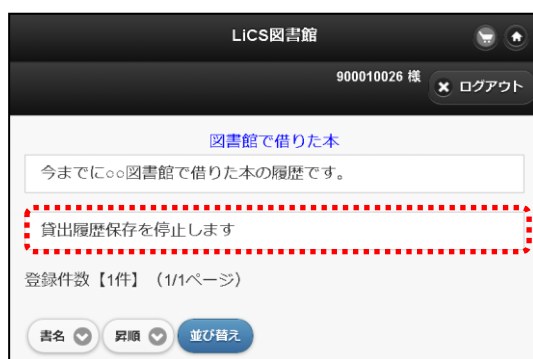 LiCS図書館
900010026 様
ログアウト
図書館で借りた本
今までに○○図書館で借りた本の履歴です。
貸出履歴保存を停止します
登録件数【1件】（1/1ページ）
書名 昇順 並び替え